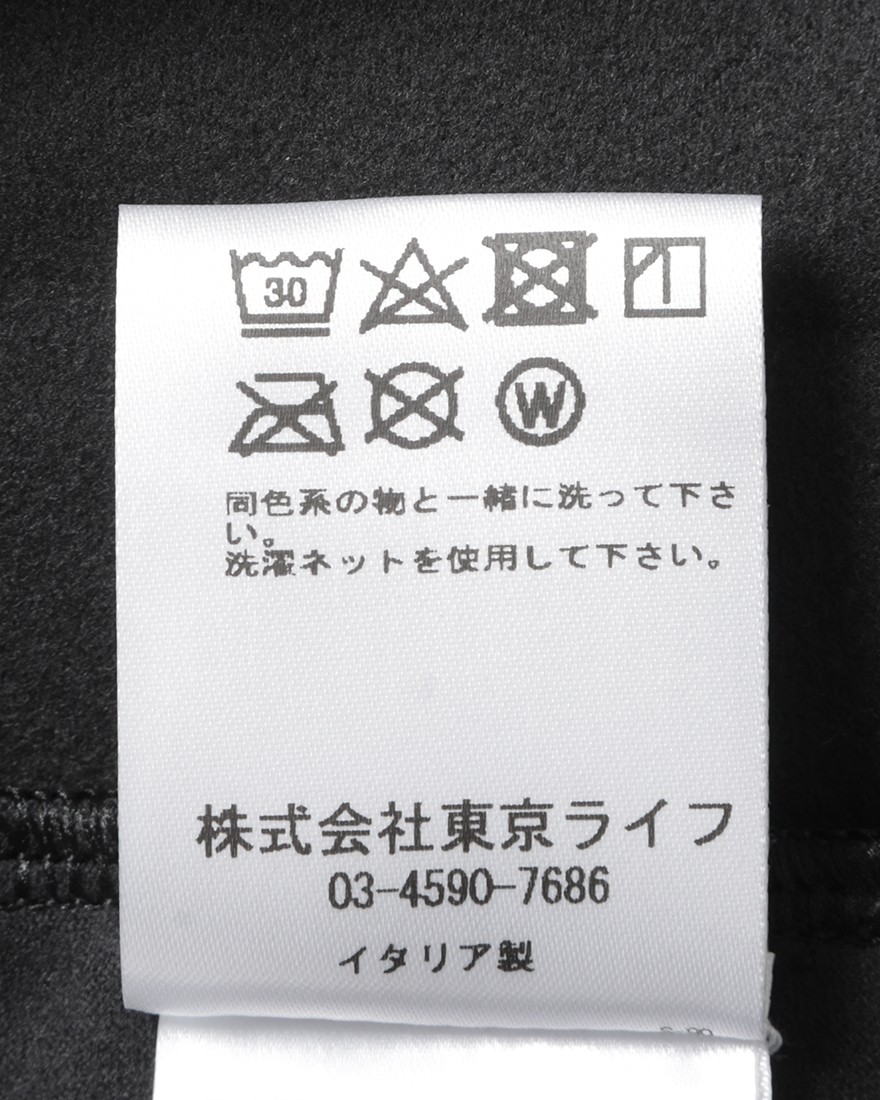 30
W
同色系の物と一緒に洗って下さ
い。
洗濯ネットを使用して下さい。
株式会社東京ライフ
03-4590-7686
イタリア製